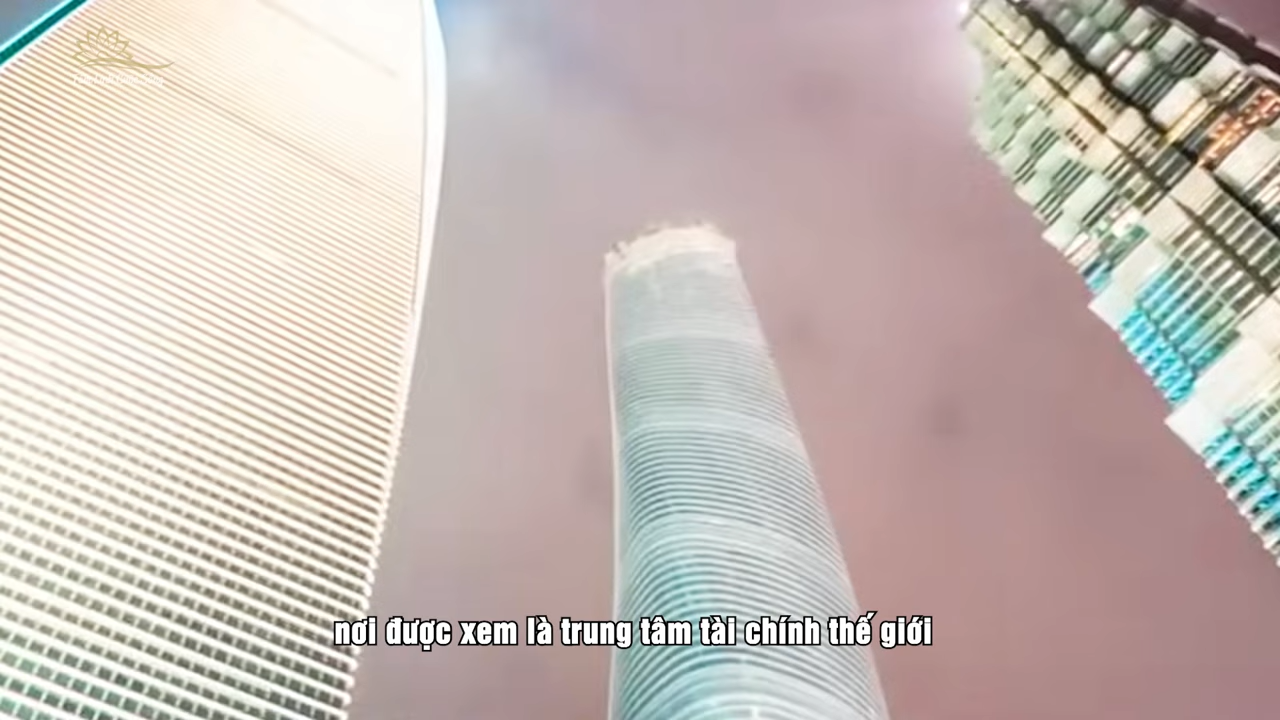 nơi được xem là trung tâm tài chính thế giới